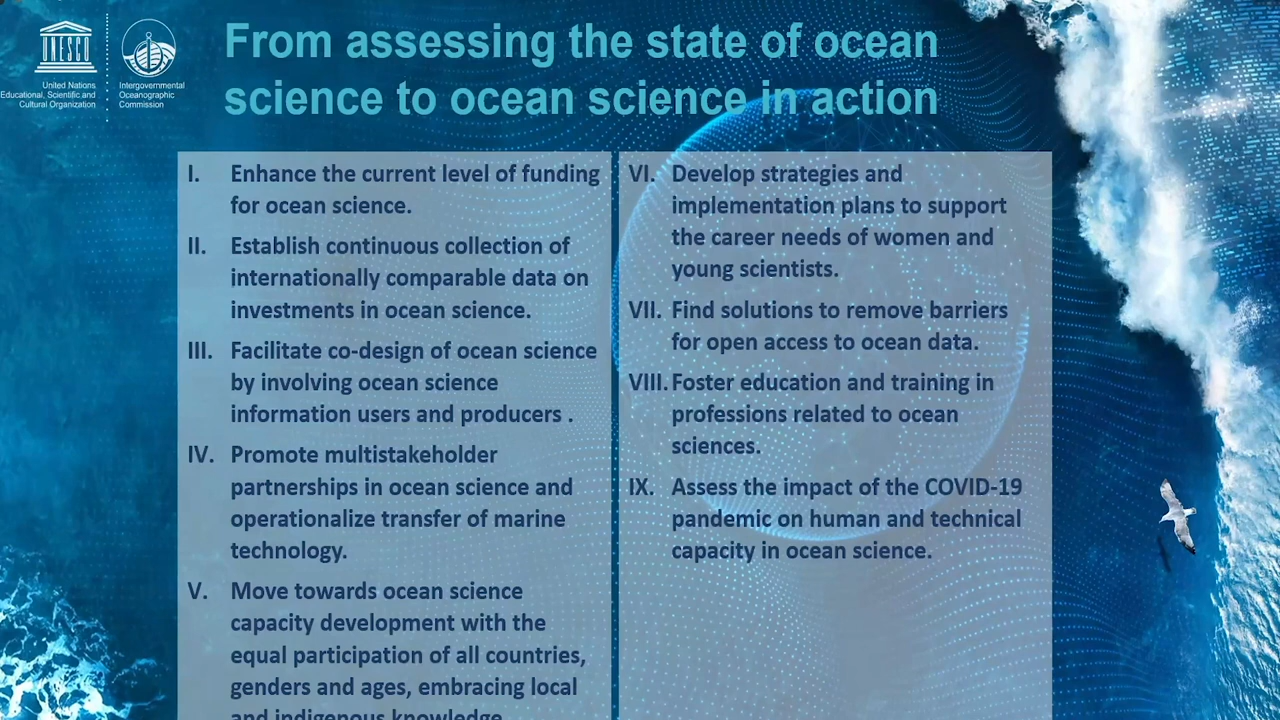 UNESCO
United Nations
Educational, Scientific and
Cultural Organization
Intergovernmental
Oceanographic
Commission
From assessing the state of ocean
science to ocean science in action
I. Enhance the current level of funding
for ocean science.
II. Establish continuous collection of
internationally comparable data on
investments in ocean science.
III. Facilitate co-design of ocean science
by involving ocean science
information users and producers .
IV. Promote multistakeholder
partnerships in ocean science and
operationalize transfer of marine
technology.
V. Move towards ocean science
capacity development with the
equal participation of all countries,
genders and ages, embracing local
and indigenous knowledge
VI. Develop strategies and
implementation plans to support
the career needs of women and
young scientists.
VII. Find solutions to remove barriers
for open access to ocean data.
VIII. Foster education and training in
professions related to ocean
sciences.
IX. Assess the impact of the COVID-19
pandemic on human and technical
capacity in ocean science.